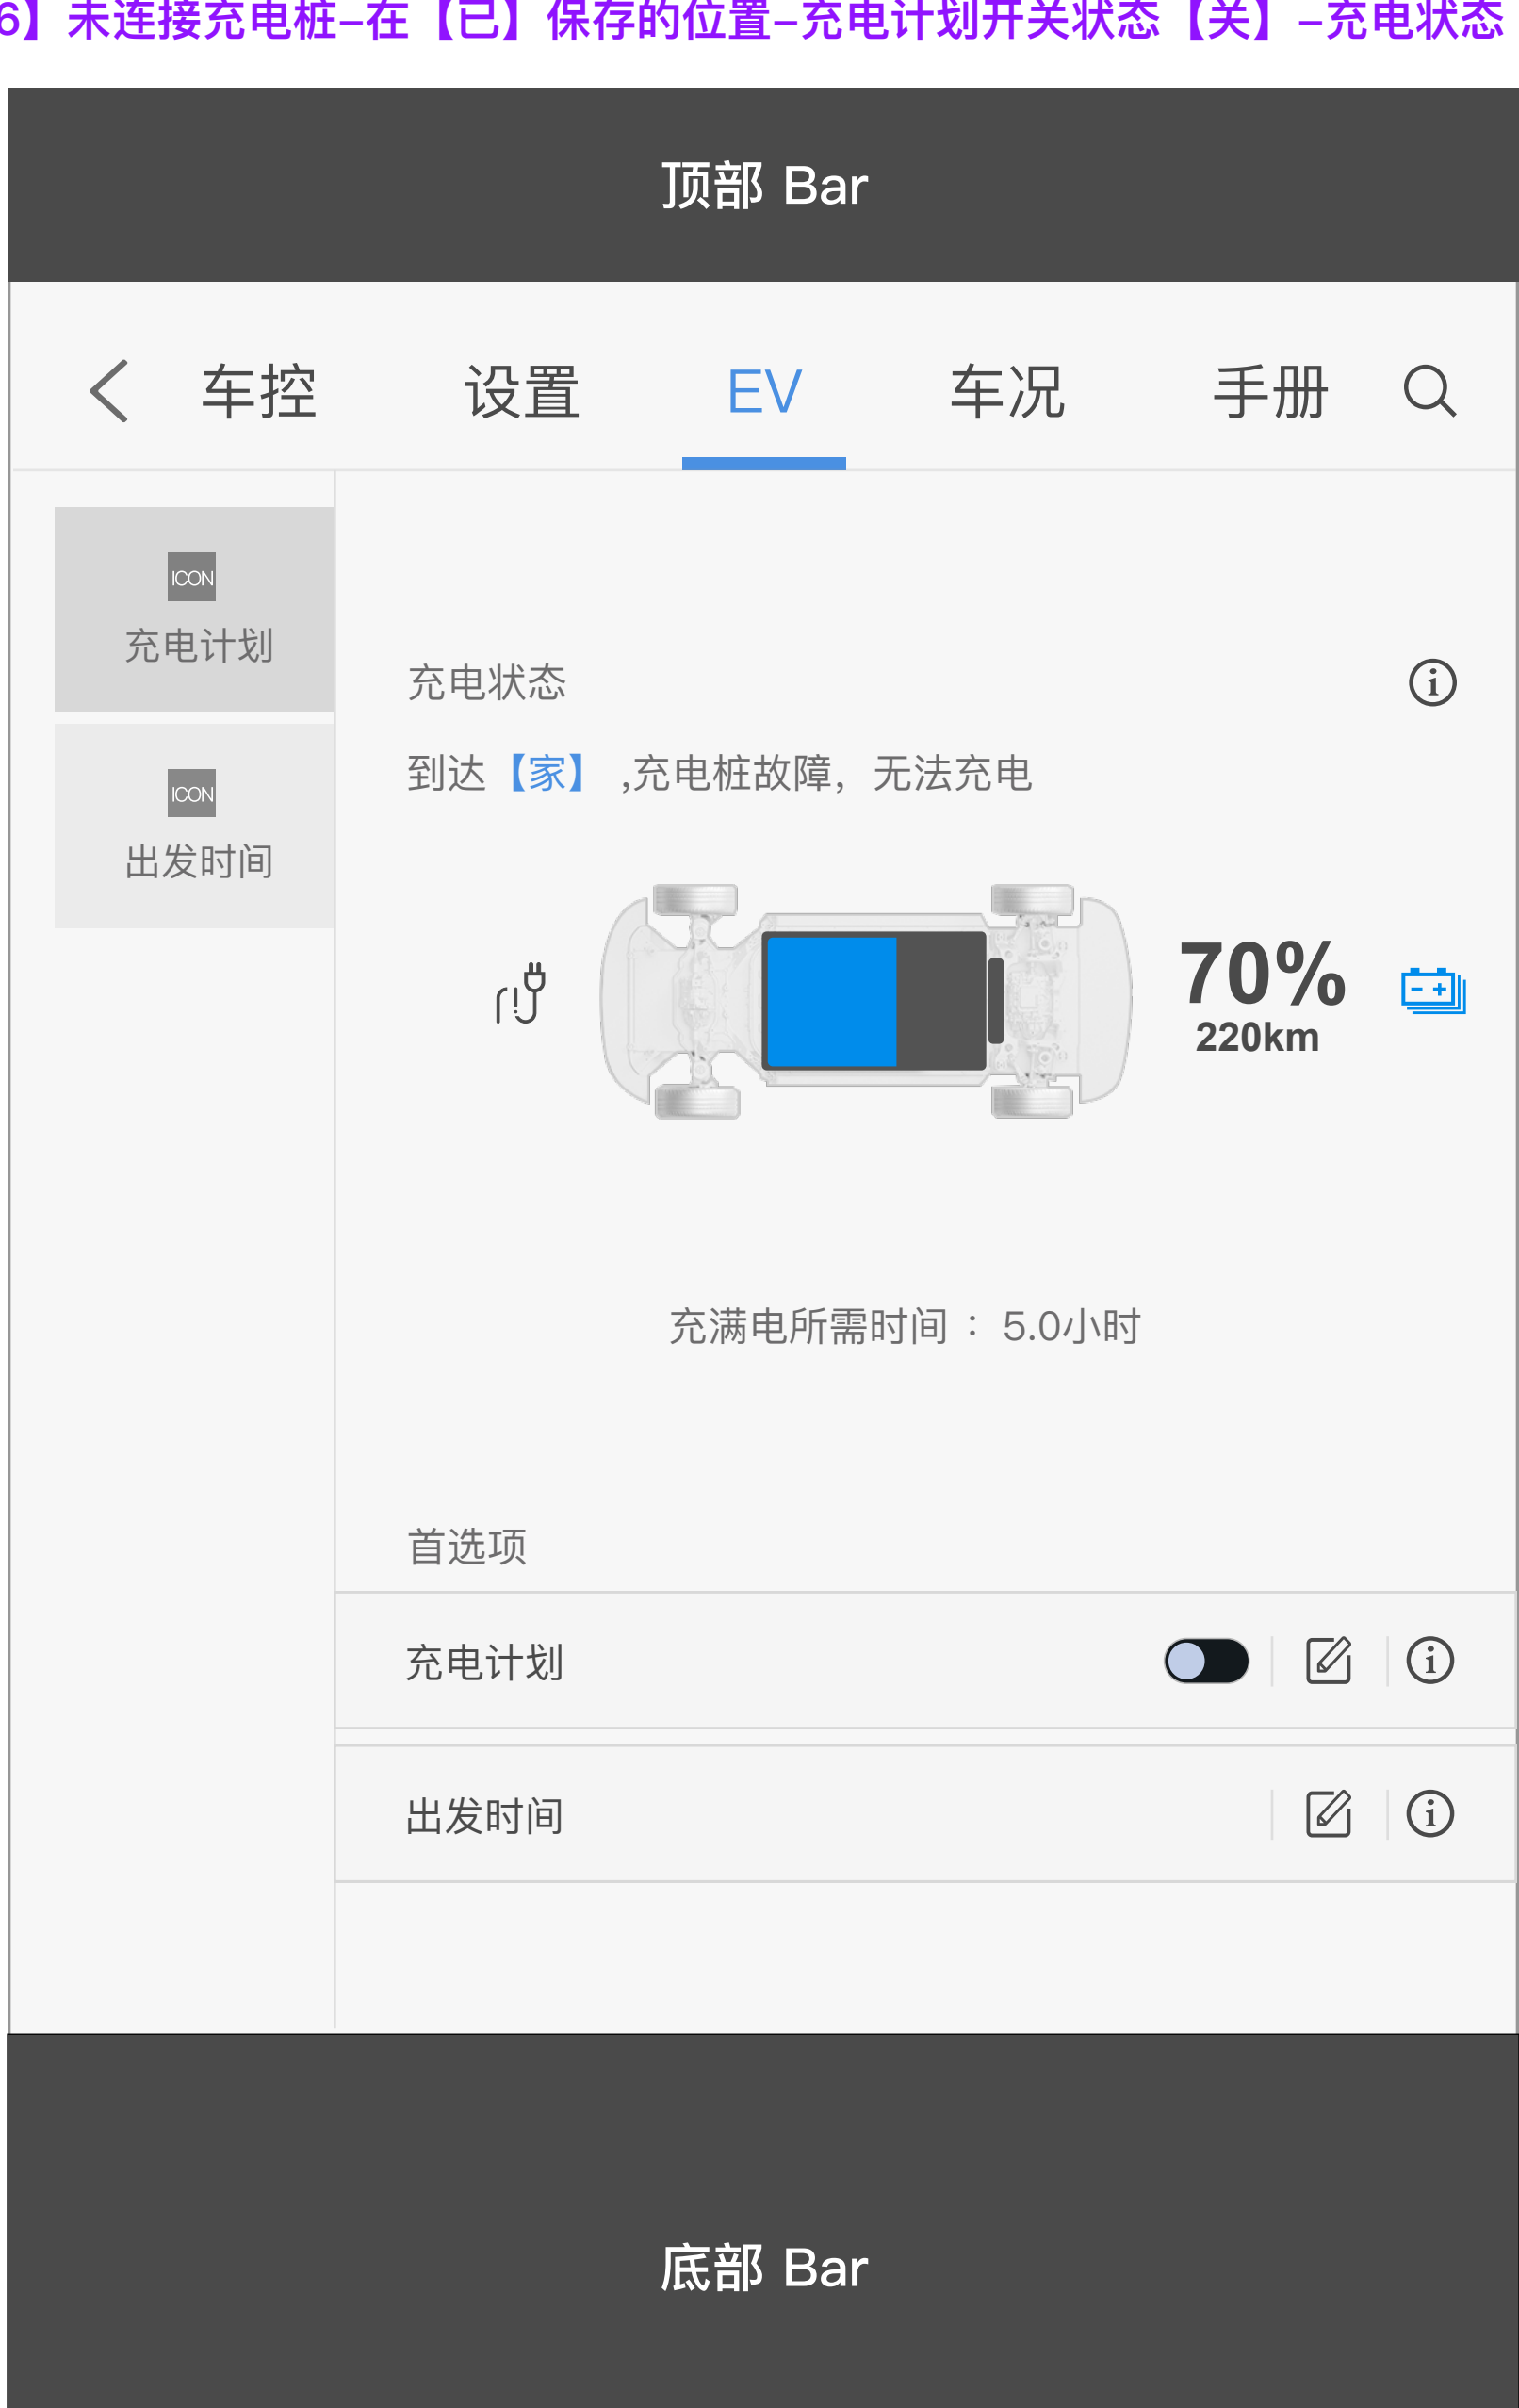 6】未连接充电桩–在【已】保存的位置–充电计划开关状态【关】–充电状态
顶部 Bar
车控 设置 EV 车况 手册
ICON
充电计划
ICON
出发时间
充电状态
到达【家】 ,充电桩故障，无法充电
70%
220km
充满电所需时间： 5.0小时
首选项
充电计划
出发时间
底部 Bar